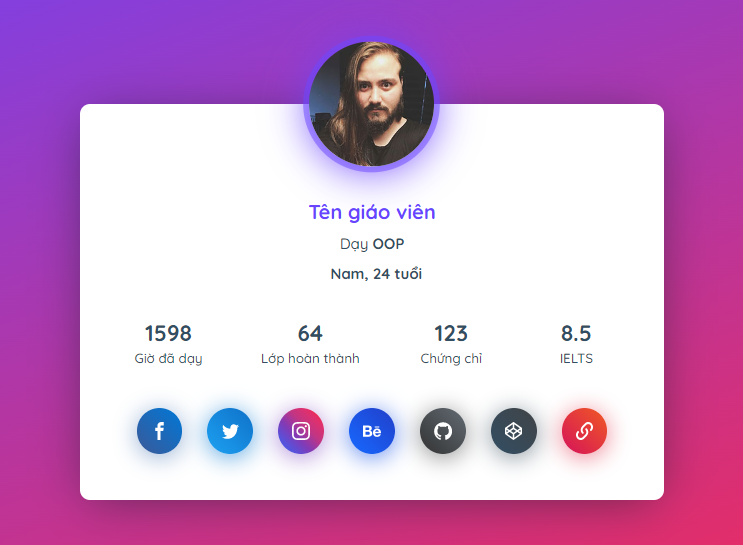 Tên giáo viên
Dạy OOP
Nam, 24 tuổi
1598 64 123 8.5
Giờ đã dạy Lớp hoàn thành Chứng chỉ IELTS
Bē